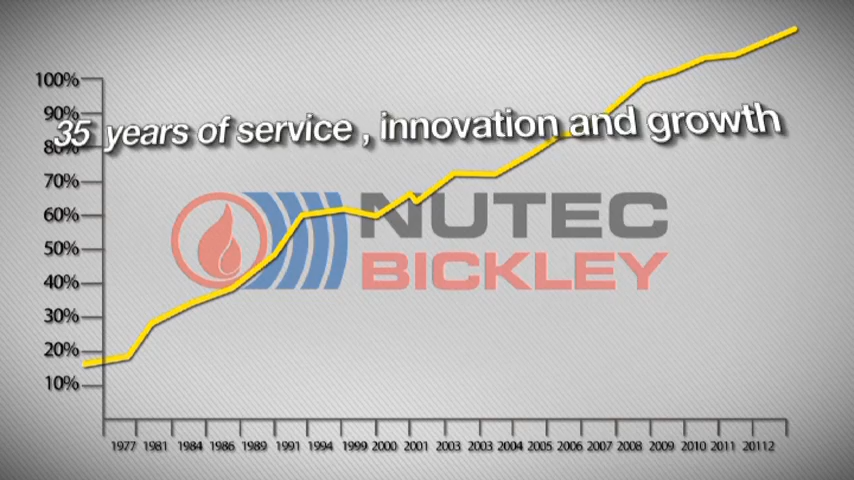 100%
90%
35 years of service , innovation and growth
80%
70%
60%
NUTEC
50%
BICKLEY
40%
30%
20%
10%
1977 1981 1984 1986 1989 1991 1994 1999 2000 2001 2003 2003 2004 2005 2006 2007 2008 2009 2010 2011 20112